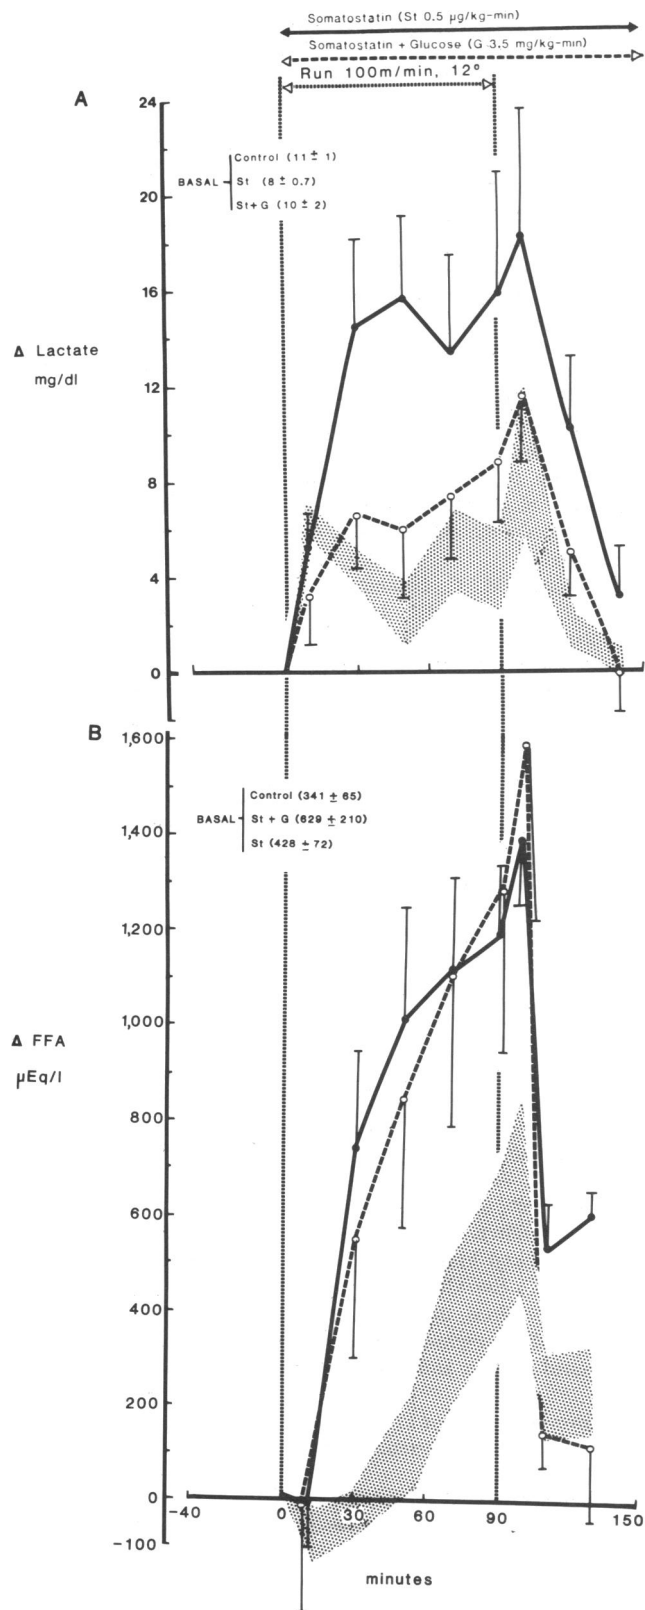 Somatostatin (St 0.5 µg/kg-min)
Somatostatin + Glucose (G 3.5 mg/kg-min)
Run 100m/min, 12°
A
24
20
16
12
8
4
0
Δ Lactate
mg/dl
BASAL
Control (11 ± 1)
St (8 ± 0.7)
St+G (10 ± 2)
B
1,600
1,400
1,200
1,000
800
600
400
200
0
-100
Δ FFA
µEq/l
BASAL
Control (341 ± 65)
St + G (629 ± 210)
St (428 ± 72)
-40 0 30 60 90 150
minutes